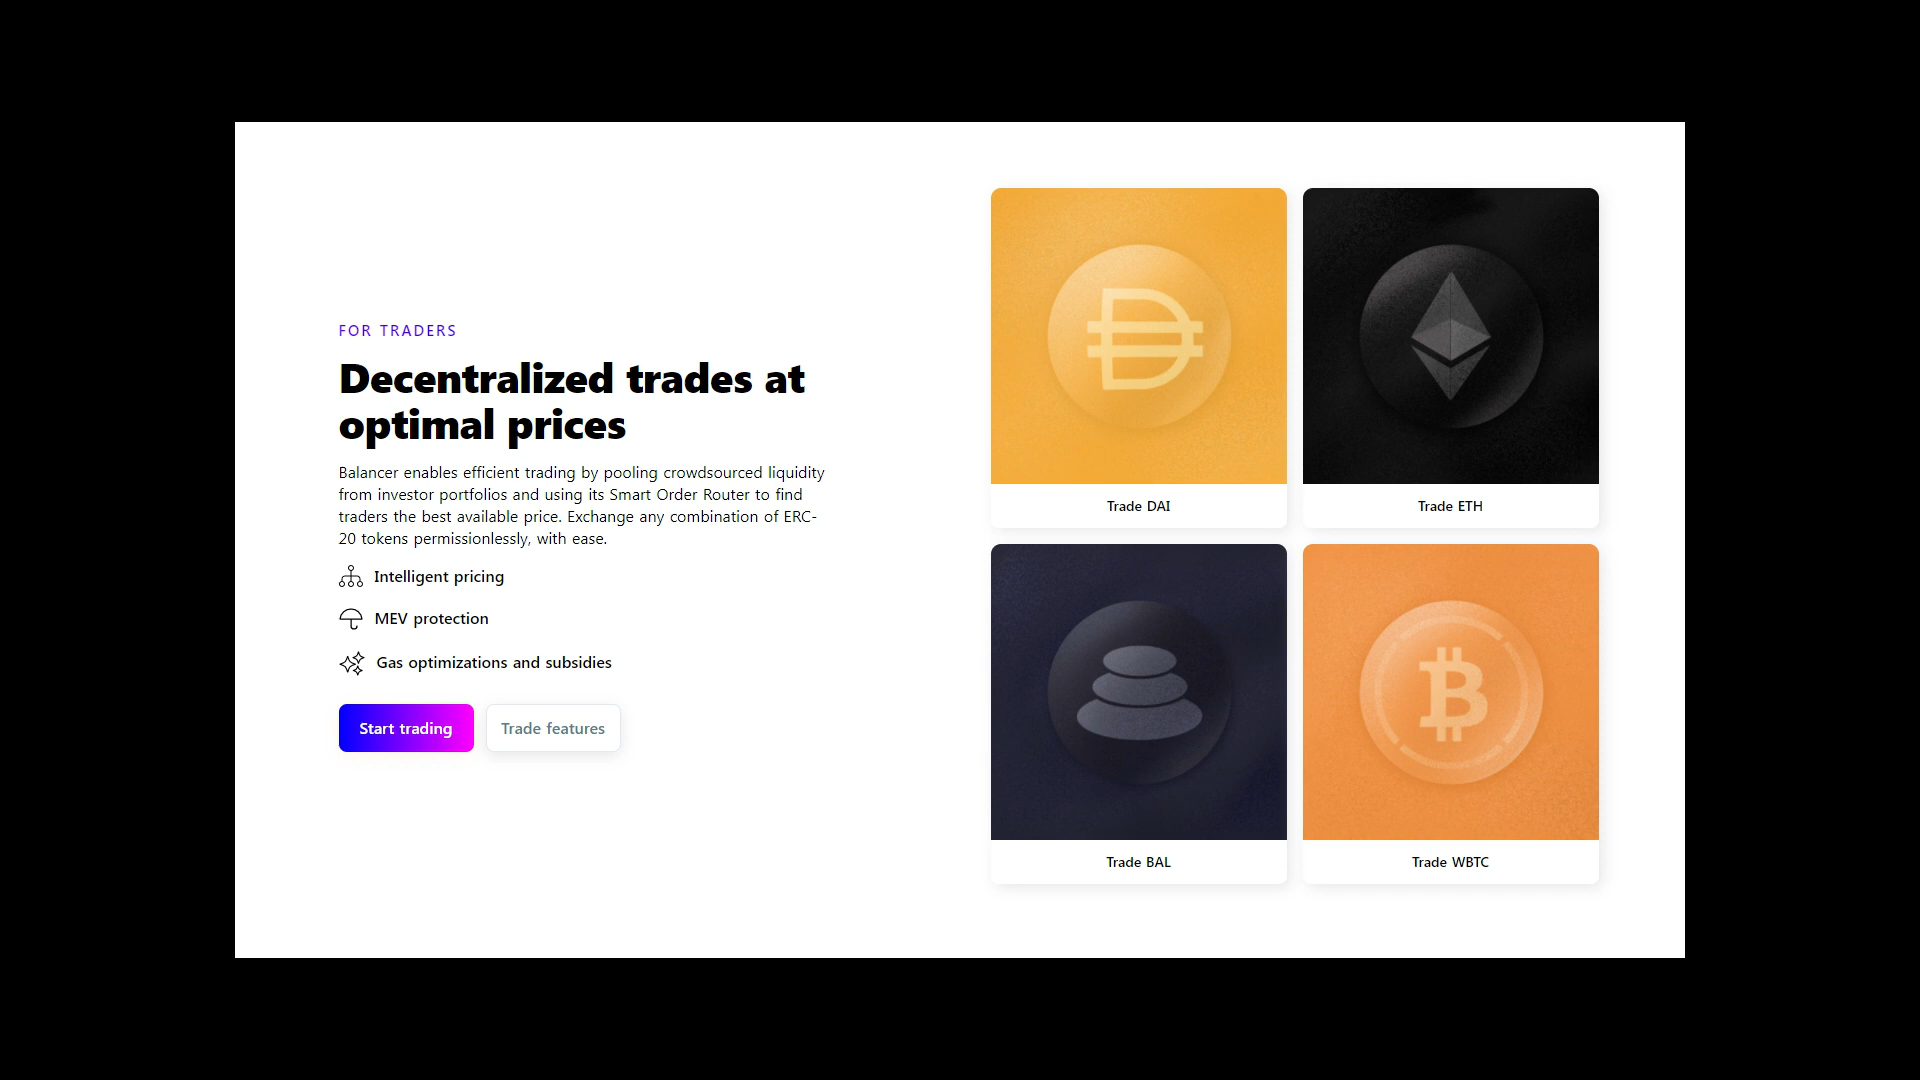 FOR TRADERS
Decentralized trades at
optimal prices
Balancer enables efficient trading by pooling crowdsourced liquidity
from investor portfolios and using its Smart Order Router to find
traders the best available price. Exchange any combination of ERC-
20 tokens permissionlessly, with ease.
Intelligent pricing
MEV protection
Gas optimizations and subsidies
Start trading
Trade features
Trade DAI
Trade ETH
Trade BAL
Trade WBTC